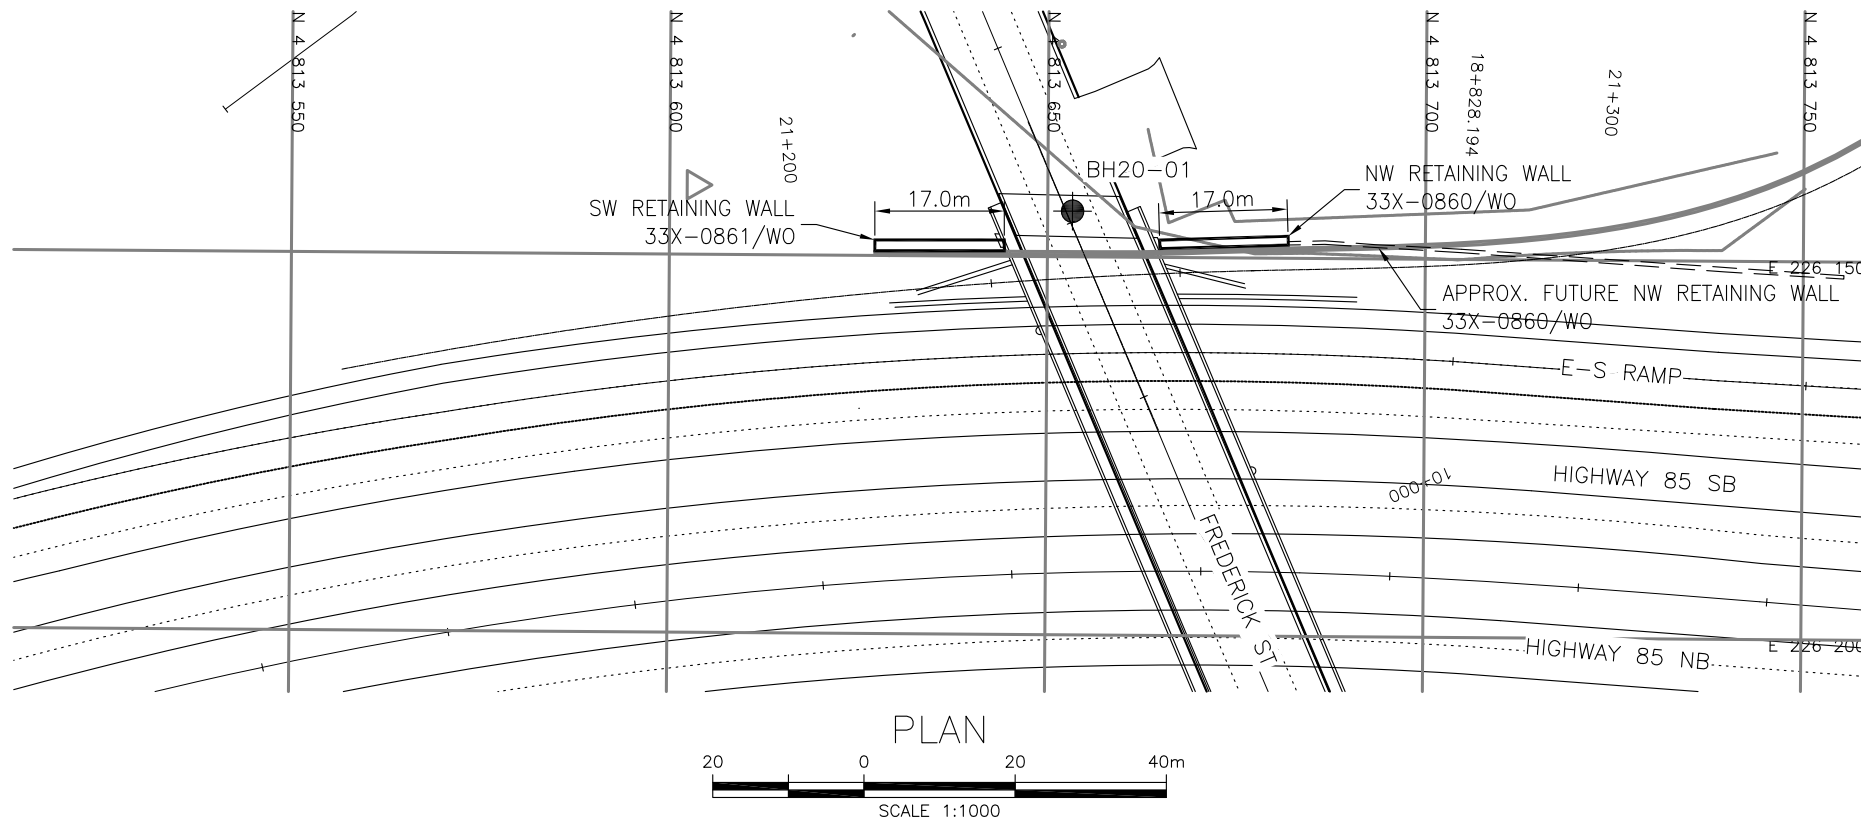 N 4 813 550
N 4 813 600
N 4 813 650
N 4 813 700
N 4 813 750
18+828.194
21+300
21+200
BH20-01
NW RETAINING WALL
33X-0860/WO
17.0m
17.0m
SW RETAINING WALL
33X-0861/WO
E 226 150
APPROX. FUTURE NW RETAINING WALL
33X-0860/WO
E-S RAMP
HIGHWAY 85 SB
10+000
FREDERICK ST
HIGHWAY 85 NB
E 226 200
PLAN
20 0 20 40m
SCALE 1:1000